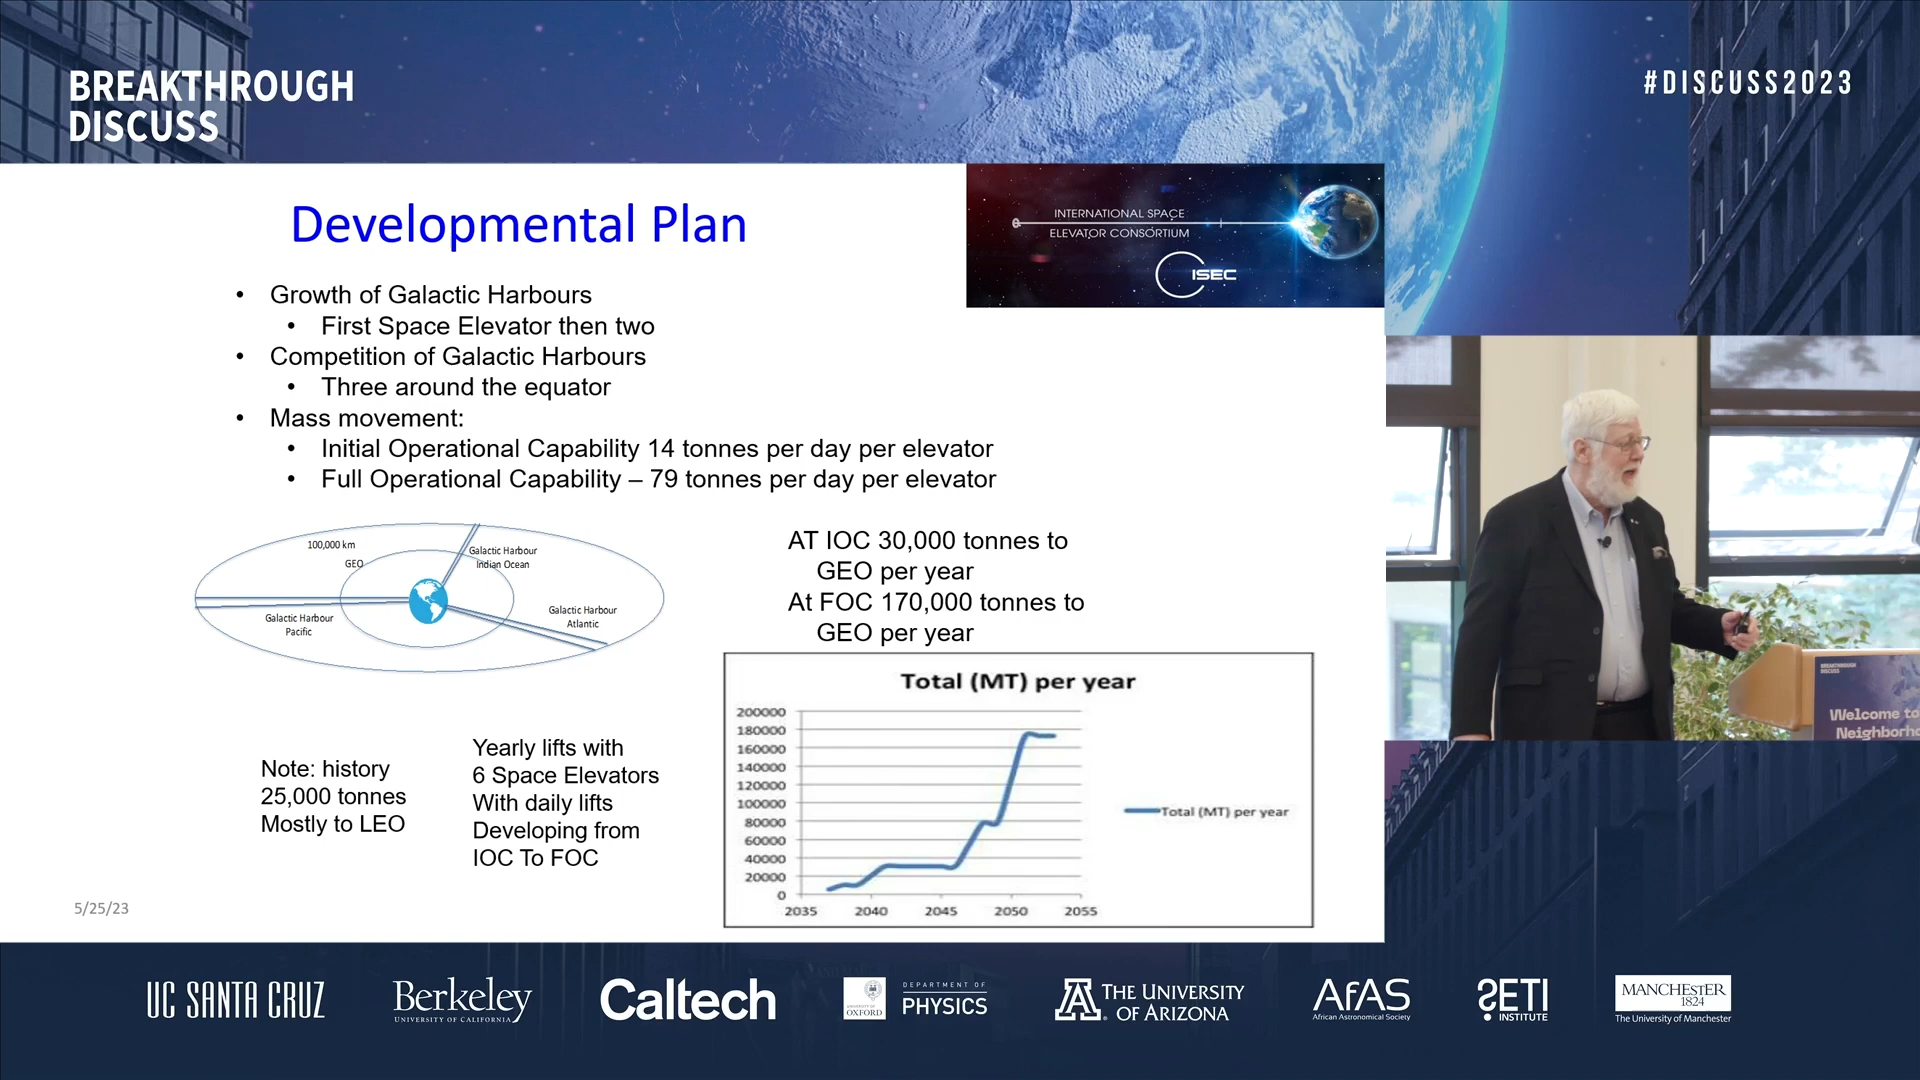 BREAKTHROUGH
DISCUSS
#DISCUSS2023
Developmental Plan
INTERNATIONAL SPACE
ELEVATOR CONSORTIUM
ISEC
• Growth of Galactic Harbours
• First Space Elevator then two
• Competition of Galactic Harbours
• Three around the equator
• Mass movement:
• Initial Operational Capability 14 tonnes per day per elevator
• Full Operational Capability – 79 tonnes per day per elevator
100,000 km
GEO
Galactic Harbour
Indian Ocean
Galactic Harbour
Pacific
Galactic Harbour
Atlantic
AT IOC 30,000 tonnes to
GEO per year
At FOC 170,000 tonnes to
GEO per year
Note: history
25,000 tonnes
Mostly to LEO
Yearly lifts with
6 Space Elevators
With daily lifts
Developing from
IOC To FOC
Total (MT) per year
200000
180000
160000
140000
120000
100000
80000
60000
40000
20000
0
2035 2040 2045 2050 2055
Total (MT) per year
5/25/23
BREAKTHROUGH
DISCUSS
Welcome to
UC SANTA CRUZ
Berkeley
UNIVERSITY OF CALIFORNIA
Caltech
UNIVERSITY OF
OXFORD
DEPARTMENT OF
PHYSICS
THE UNIVERSITY
OF ARIZONA
AfAS
African Astronomical Society
SETI
INSTITUTE
MANCHESTER
1824
The University of Manchester